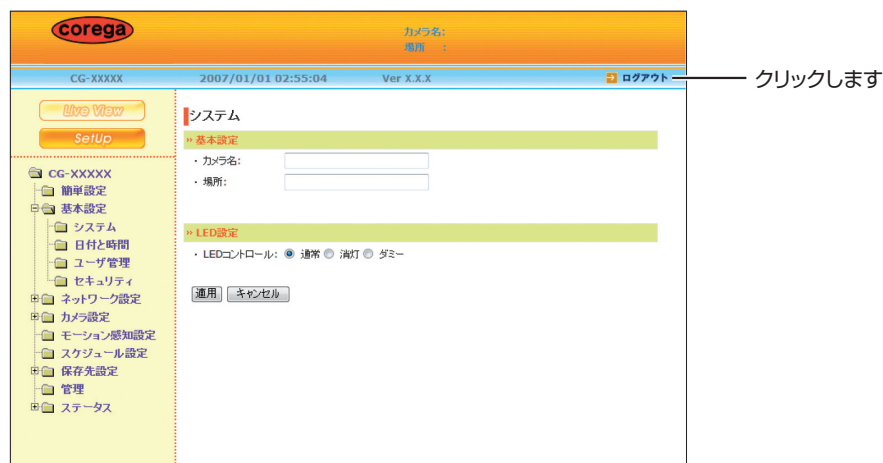 corega
カメラ名:
場所 :
CG-XXXXX 2007/01/01 02:55:04 Ver X.X.X ログアウト
クリックします
Live View
SetUp
CG-XXXXX
簡単設定
基本設定
システム
日付と時間
ユーザ管理
セキュリティ
ネットワーク設定
カメラ設定
モーション感知設定
スケジュール設定
保存先設定
管理
ステータス
システム
» 基本設定
・カメラ名:
・場所:
» LED設定
・LEDコントロール: 通常 消灯 ダミー
適用 キャンセル